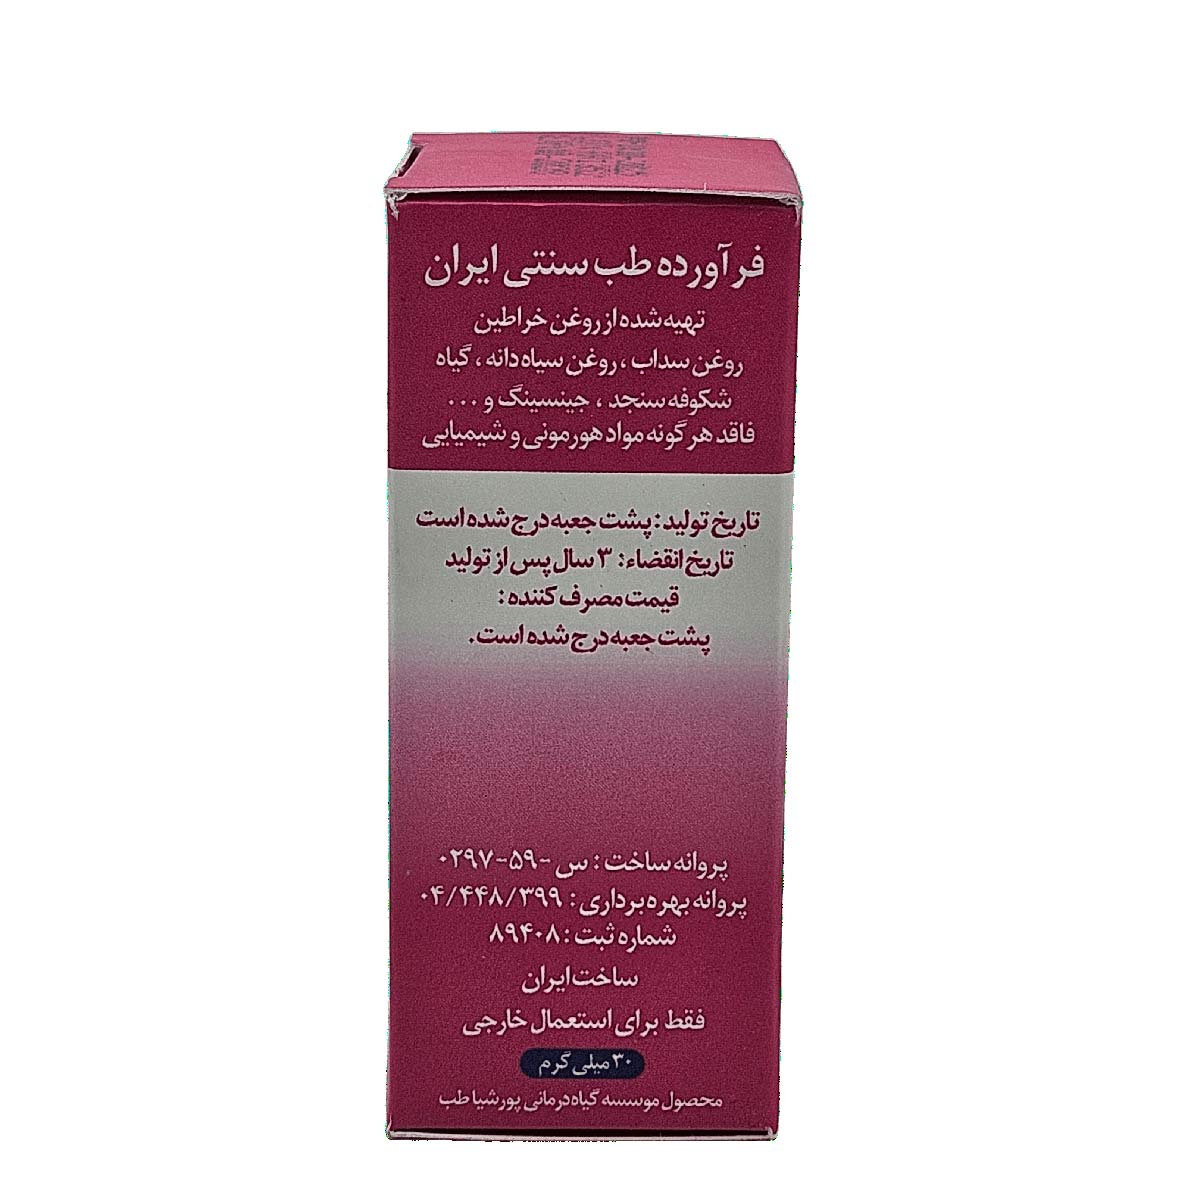 فرآورده طب سنتی ایران
تهیه شده از روغن خراطین
روغن سداب، روغن سیاه دانه، گیاه
شکوفه سنجد، جینسینگ و ...
فاقد هر گونه مواد هورمونی و شیمیایی
تاریخ تولید: پشت جعبه درج شده است
تاریخ انقضاء: ۳ سال پس از تولید
قیمت مصرف کننده:
پشت جعبه درج شده است.
پروانه ساخت: س -۵۹-۰۲۹۷
پروانه بهره برداری: ۰۴/۴۴۸/۳۹۹
شماره ثبت: ۸۹۴۰۸
ساخت ایران
فقط برای استعمال خارجی
۳۰ میلی گرم
محصول موسسه گیاه درمانی پورشیا طب